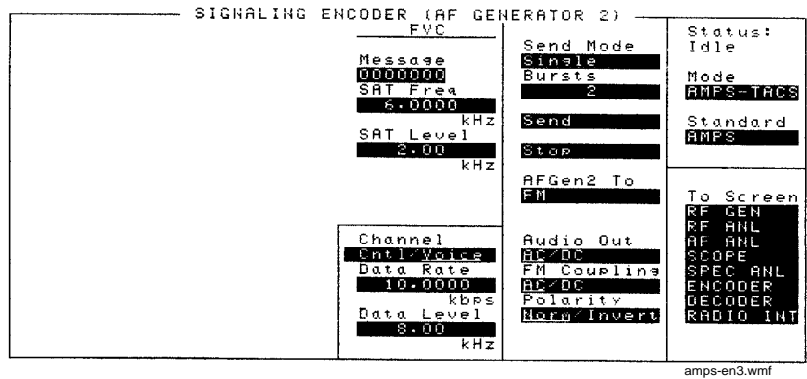 SIGNALING ENCODER (AF GENERATOR 2)
FVC
Message
0000000
SAT Freq
6.0000
kHz
SAT Level
2.00
kHz
Channel
Cntl/Voice
Data Rate
10.0000
kbps
Data Level
8.00
kHz
Send Mode
Single
Bursts
2
Send
Stop
AFGen2 To
FM
Audio Out
AC/DC
FM Coupling
AC/DC
Polarity
Norm/Invert
Status:
Idle
Mode
AMPS-TACS
Standard
AMPS
To Screen
RF GEN
RF ANL
AF ANL
SCOPE
SPEC ANL
ENCODER
DECODER
RADIO INT
amps-en3.wmf